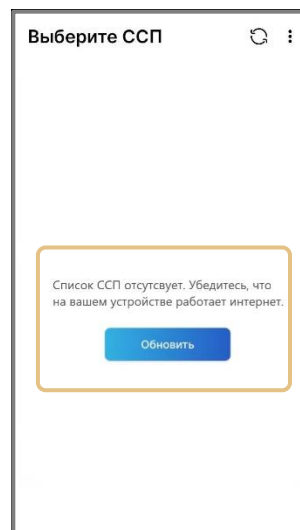 Выберите ССП
Список ССП отсутсвует. Убедитесь, что
на вашем устройстве работает интернет.
Обновить